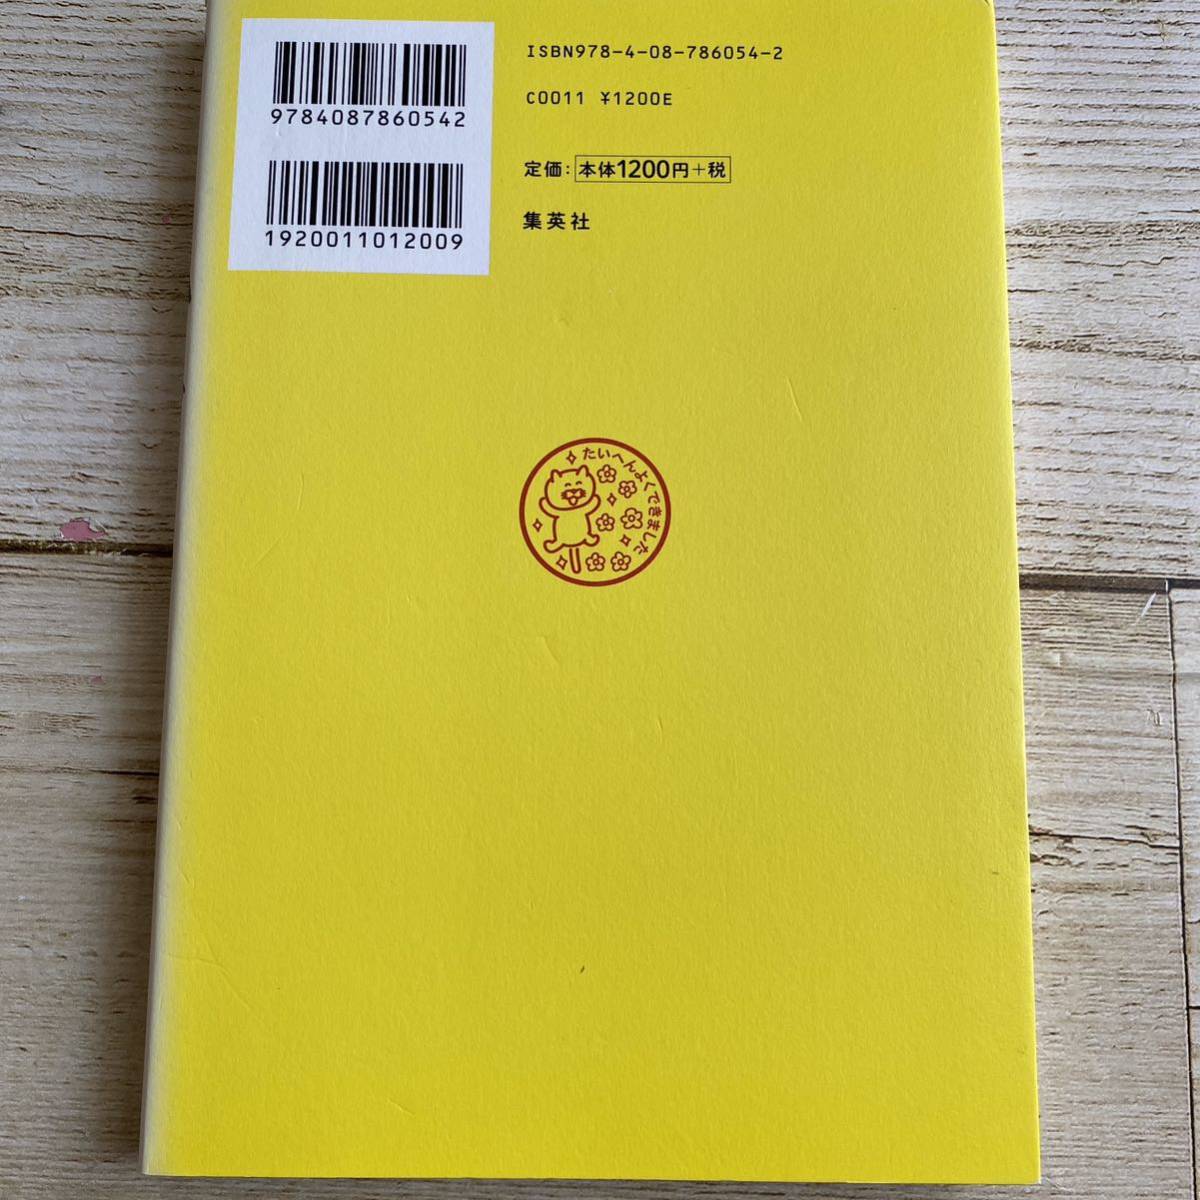 9784087860542
1920011012009
ISBN978-4-08-786054-2
C0011 ¥1200E
定価:本体1200円+税
集英社
たいへんよくできました